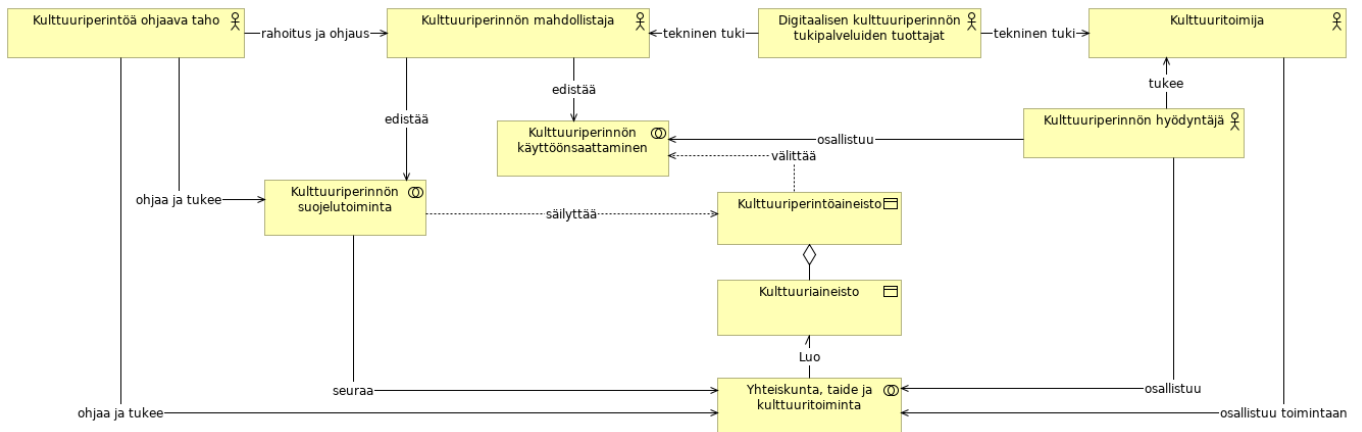 Kulttuuriperintöä ohjaava taho
rahoitus ja ohjaus
Kulttuuriperinnön mahdollistaja
tekninen tuki
Digitaalisen kulttuuriperinnön
tukipalveluiden tuottajat
tekninen tuki
Kulttuuritoimija
edistää
edistää
tukee
Kulttuuriperinnön
käyttöönsaattaminen
osallistuu
Kulttuuriperinnön hyödyntäjä
välittää
ohjaa ja tukee
Kulttuuriperinnön
suojelutoiminta
säilyttää
Kulttuuriperintöaineisto
Kulttuuriaineisto
Luo
seuraa
Yhteiskunta, taide ja
kulttuuritoiminta
osallistuu
ohjaa ja tukee
osallistuu toimintaan